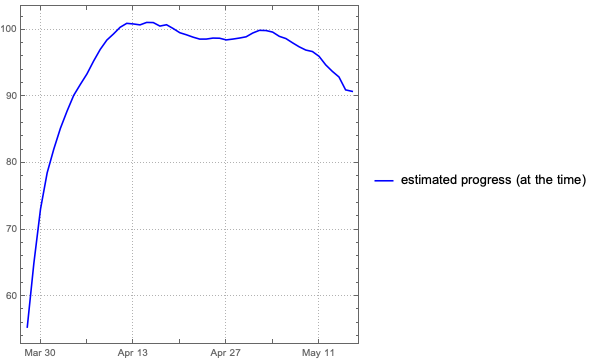 100
90
80
70
60
Mar 30
Apr 13
Apr 27
May 11
estimated progress (at the time)